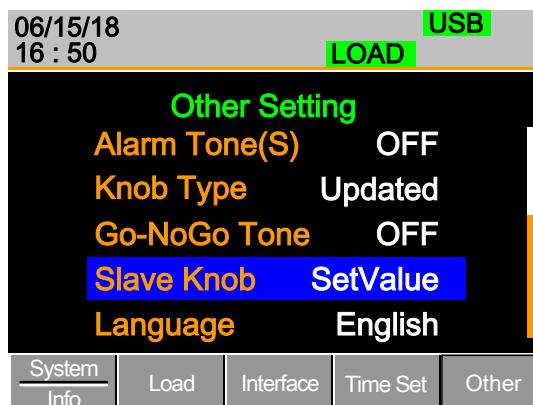 06/15/18 USB
16 : 50 LOAD
Other Setting
Alarm Tone(S) OFF
Knob Type Updated
Go-NoGo Tone OFF
Slave Knob SetValue
Language English
System
Info
Load
Interface
Time Set
Other